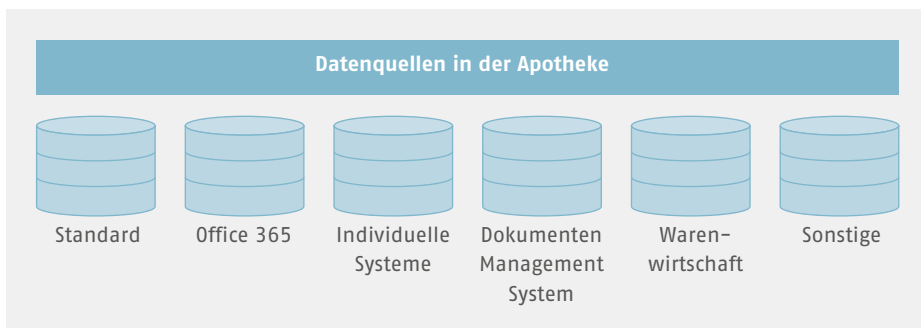 Datenquellen in der Apotheke
Standard
Office 365
Individuelle
Systeme
Dokumenten
Management
System
Waren-
wirtschaft
Sonstige